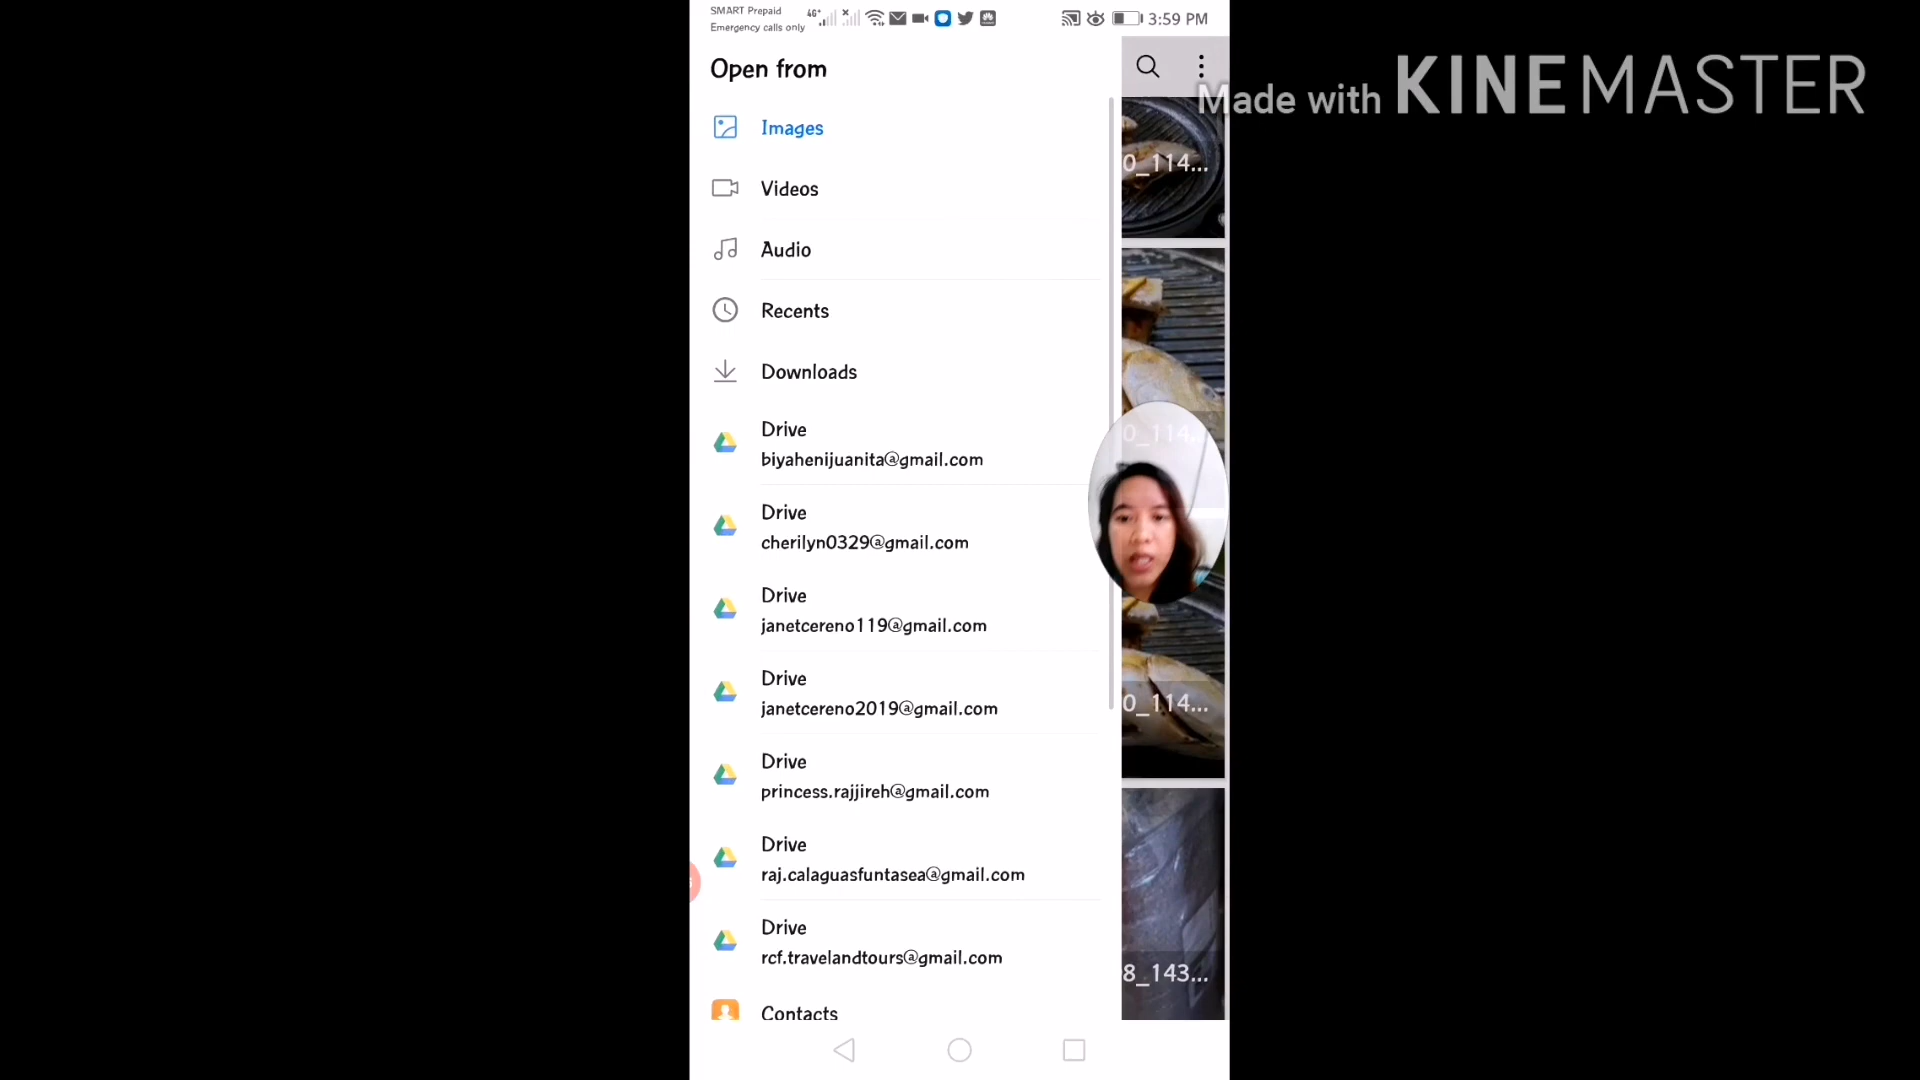 SMART Prepaid
Emergency calls only
4G+
3:59 PM
Open from
Made with KINEMASTER
Images
Videos
Audio
Recents
Downloads
Drive
biyahenijuanita@gmail.com
Drive
cherilyn0329@gmail.com
Drive
janetcereno119@gmail.com
Drive
janetcereno2019@gmail.com
Drive
princess.rajjireh@gmail.com
Drive
raj.calaguasfuntasea@gmail.com
Drive
rcf.travelandtours@gmail.com
Contacts
0_114...
0_114...
0_114...
8_143...